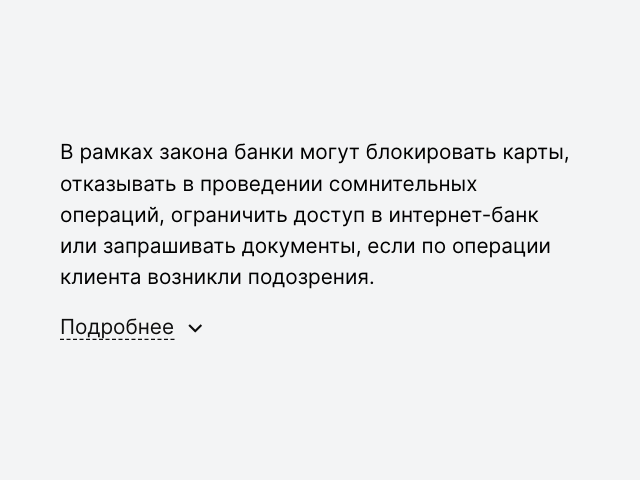 В рамках закона банки могут блокировать карты,
отказывать в проведении сомнительных
операций, ограничить доступ в интернет-банк
или запрашивать документы, если по операции
клиента возникли подозрения.
Подробнее